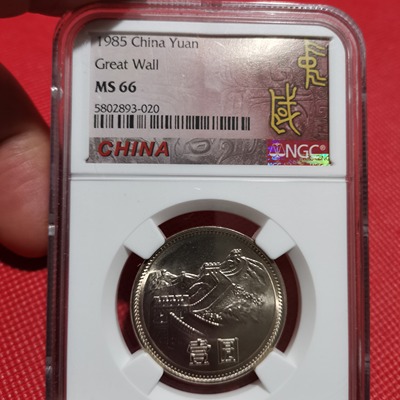 1985 China Yuan
Great Wall
MS 66
5802893-020
CHINA
NGC
壹圆